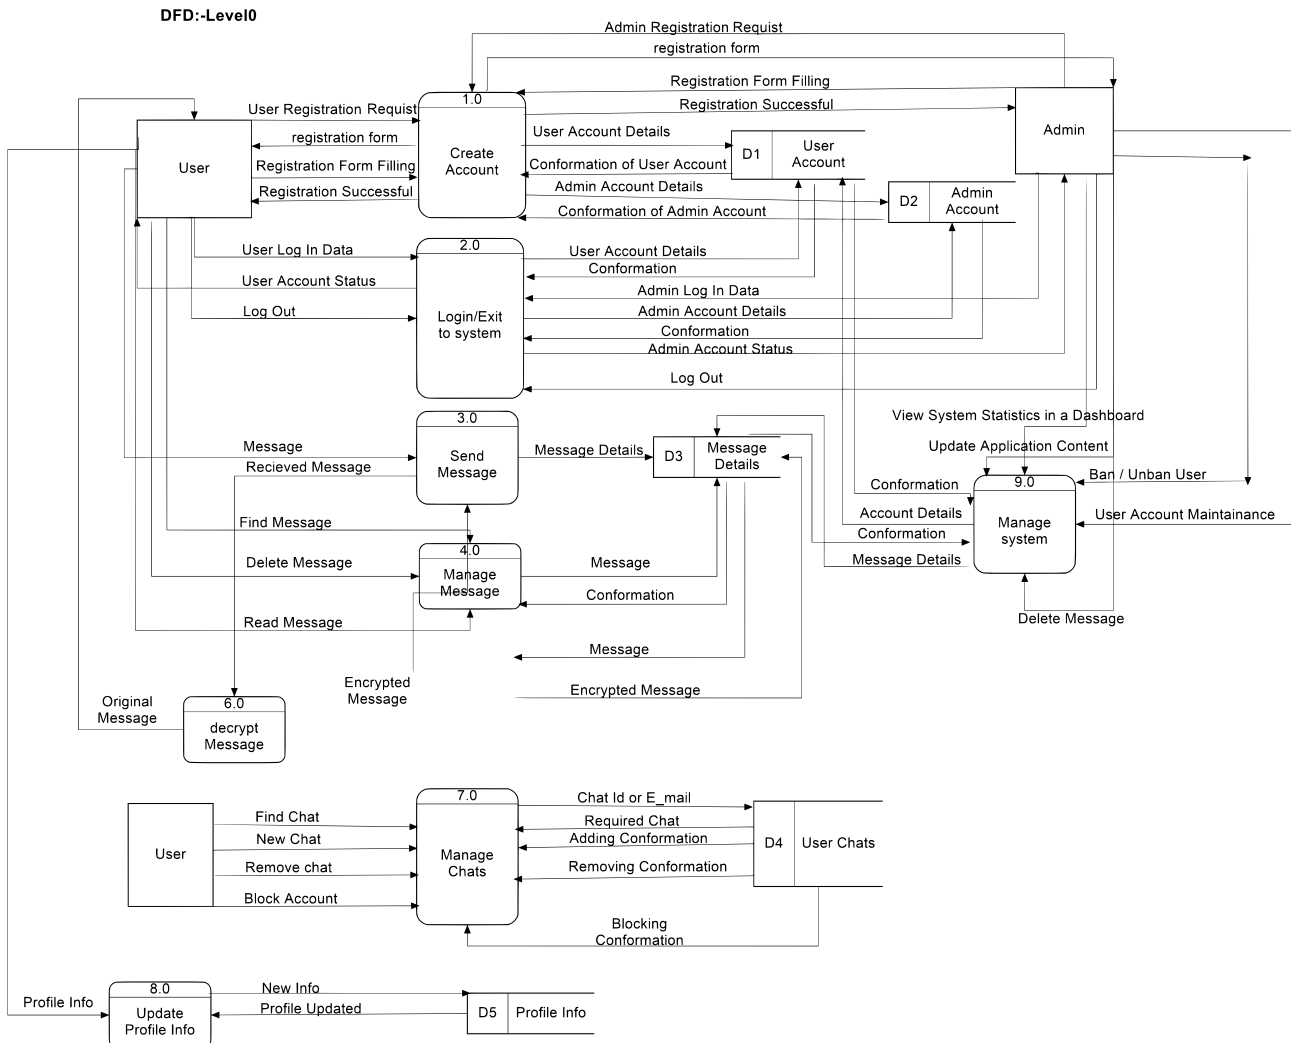 DFD:-Level0
Admin Registration Requist
registration form
Registration Form Filling
Registration Successful
1.0
Create
Account
User Registration Requist
registration form
Registration Form Filling
Registration Successful
User
Admin
User Account Details
Conformation of User Account
Admin Account Details
Conformation of Admin Account
D1
User
Account
D2
Admin
Account
2.0
Login/Exit
to system
User Log In Data
User Account Status
Log Out
User Account Details
Conformation
Admin Log In Data
Admin Account Details
Conformation
Admin Account Status
Log Out
3.0
Send
Message
Message
Recieved Message
Message Details
D3
Message
Details
View System Statistics in a Dashboard
Update Application Content
Ban / Unban User
9.0
Manage
system
Conformation
Account Details
Conformation
Message Details
User Account Maintainance
Delete Message
Find Message
Delete Message
Read Message
4.0
Manage
Message
Message
Conformation
Message
Encrypted Message
Encrypted
Message
Original
Message
6.0
decrypt
Message
User
Find Chat
New Chat
Remove chat
Block Account
7.0
Manage
Chats
Chat Id or E_mail
Required Chat
Adding Conformation
Removing Conformation
Blocking
Conformation
D4
User Chats
Profile Info
8.0
Update
Profile Info
New Info
Profile Updated
D5
Profile Info